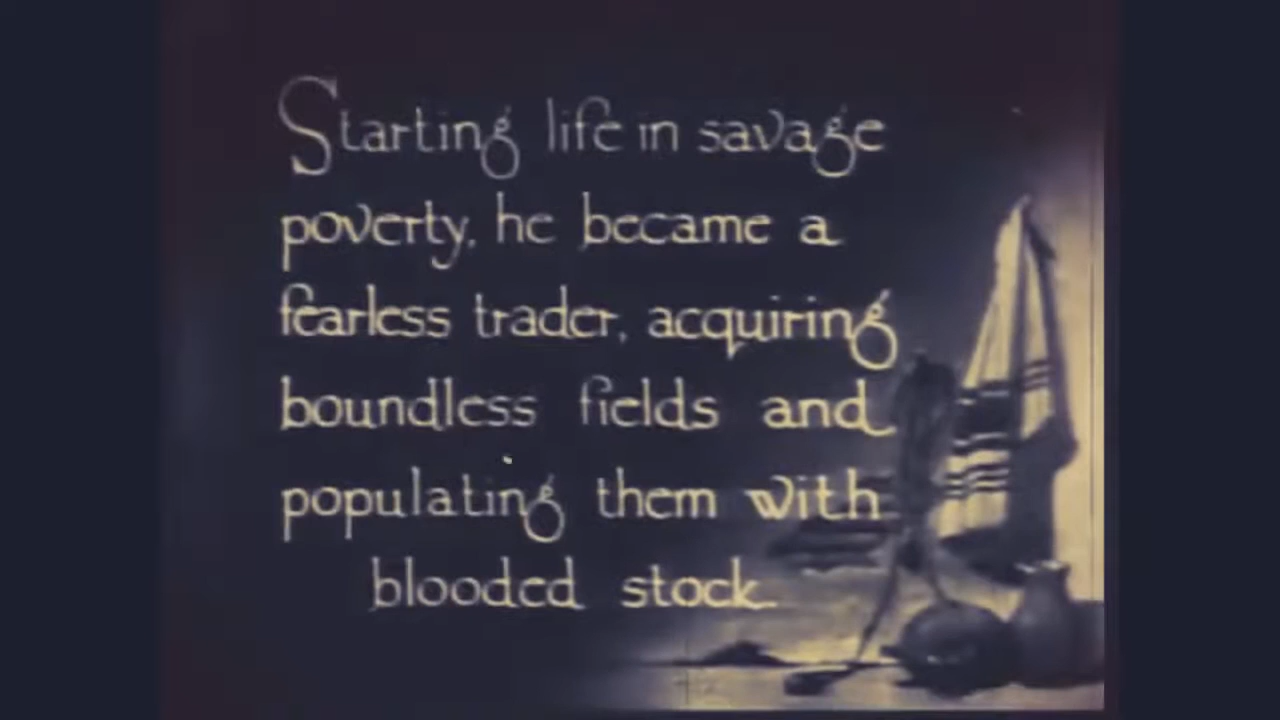 Starting life in savage
poverty, he became a
fearless trader, acquiring
boundless fields and
populating them with
blooded stock.